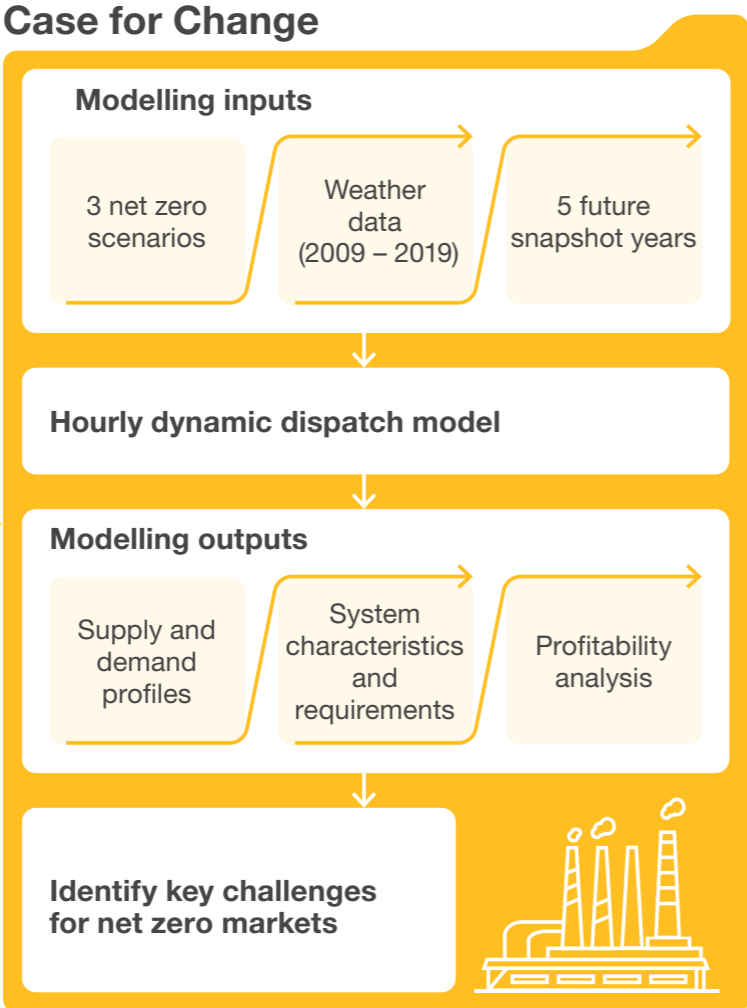 Case for Change
Modelling inputs
3 net zero
scenarios
Weather
data
(2009 – 2019)
5 future
snapshot years
Hourly dynamic dispatch model
Modelling outputs
Supply and
demand
profiles
System
characteristics
and
requirements
Profitability
analysis
Identify key challenges
for net zero markets